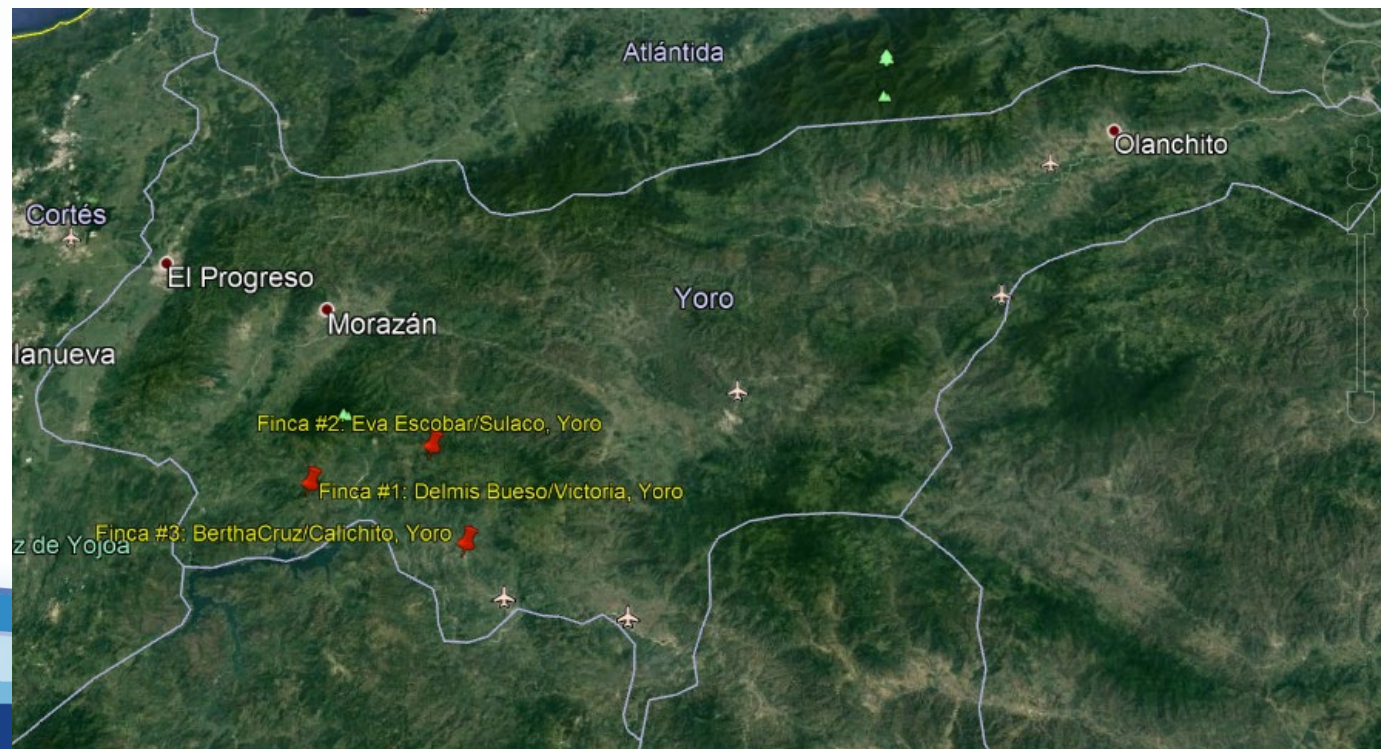 Atlántida
Olanchito
Cortés
El Progreso
Yoro
Morazán
lanueva
Finca #2: Eva Escobar/Sulaco, Yoro
Finca #1: Delmis Bueso/Victoria, Yoro
Finca #3: BerthaCruz/Calichito, Yoro
z de Yojoa